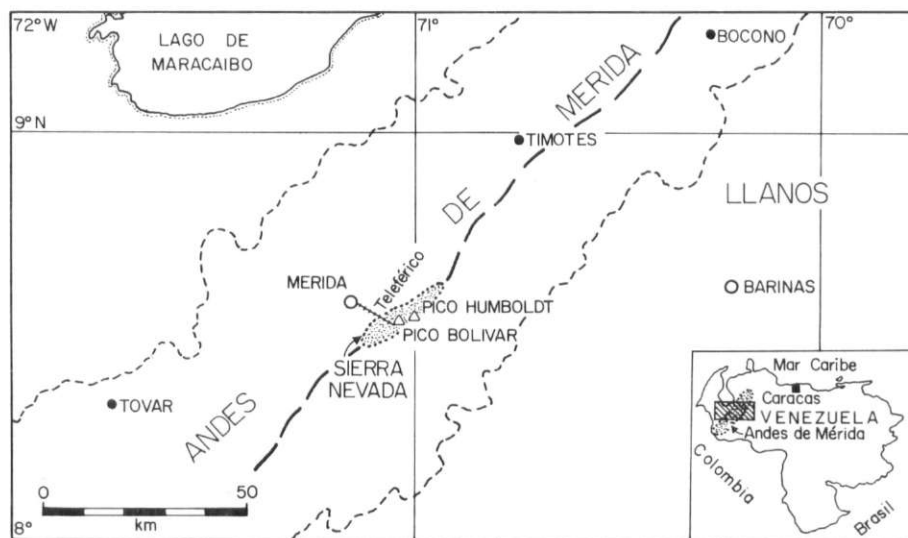 72°W
71°
70°
LAGO DE
MARACAIBO
BOCONO
MERIDA
9°N
TIMOTES
DE
LLANOS
Teleférico
MERIDA
BARINAS
PICO HUMBOLDT
PICO BOLIVAR
SIERRA
NEVADA
TOVAR
ANDES
Mar Caribe
Caracas
VENEZUELA
Andes de Mérida
Colombia
Brasil
0
50
km
8°